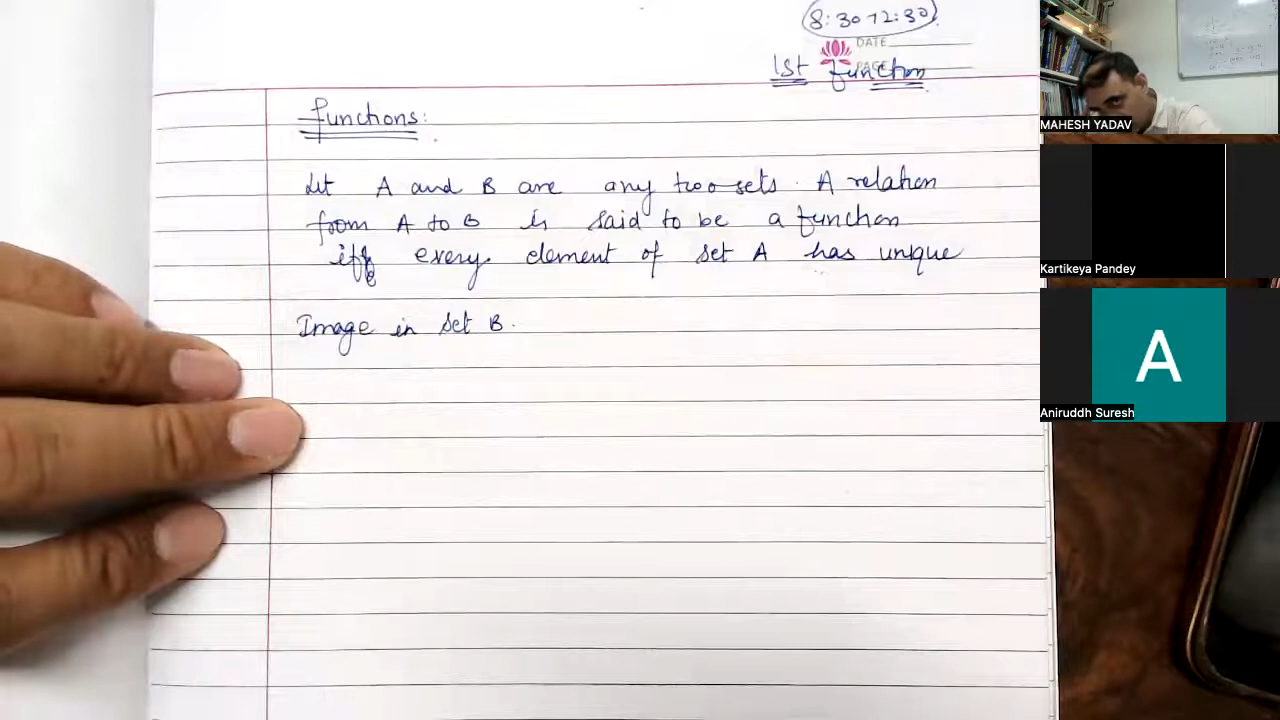 8:30-12:30
DATE
PAGE
1st function
functions:
Let A and B are any two sets. A relation
from A to B is said to be a function
iff every element of set A has unique
Image in set B.
MAHESH YADAV
Kartikeya Pandey
A
Aniruddh Suresh